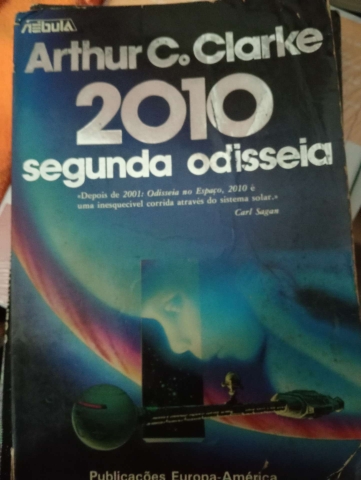 nébula
Arthur C. Clarke
2010
segunda odisseia
«Depois de 2001: Odisseia no Espaço, 2010 é
uma inesquecível corrida através do sistema solar.»
Carl Sagan
Publicações Europa-América